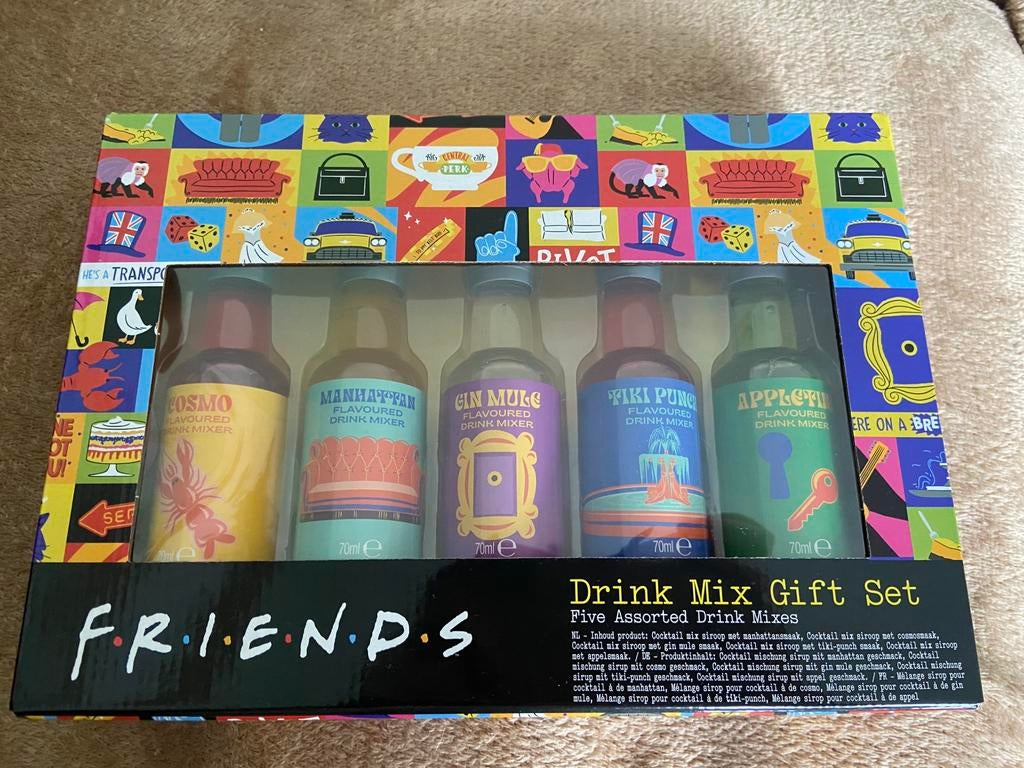 CENTRAL
PERK
PIVOT
HE'S A TRANSPO
COSMO
FLAVOURED
DRINK MIXER
70ml e
MANHATTAN
FLAVOURED
DRINK MIXER
70ml e
GIN MULE
FLAVOURED
DRINK MIXER
70ml e
TIKI PUNCH
FLAVOURED
DRINK MIXER
70ml e
APPLETI
FLAVOURED
DRINK MIXER
70ml e
ERE ON A BRE
SEP
F·R·I·E·N·D·S
Drink Mix Gift Set
Five Assorted Drink Mixes
NL - Inhoud product: Cocktail mix siroop met manhattansmaak, Cocktail mix siroop met cosmosmaak,
Cocktail mix siroop met gin mule smaak, Cocktail mix siroop met tiki-punch smaak, Cocktail mix siroop
met appelsmaak. / DE - Produktinhalt: Cocktail mischung sirup mit manhattan geschmack, Cocktail
mischung sirup mit cosmo geschmack, Cocktail mischung sirup mit gin mule geschmack, Cocktail mischung
sirup mit tiki-punch geschmack, Cocktail mischung sirup mit appel geschmack. / FR - Mélange sirop pour
cocktail à de manhattan, Mélange sirop pour cocktail à de cosmo, Mélange sirop pour cocktail à de gin
mule, Mélange sirop pour cocktail à de tiki-punch, Mélange sirop pour cocktail à de appel